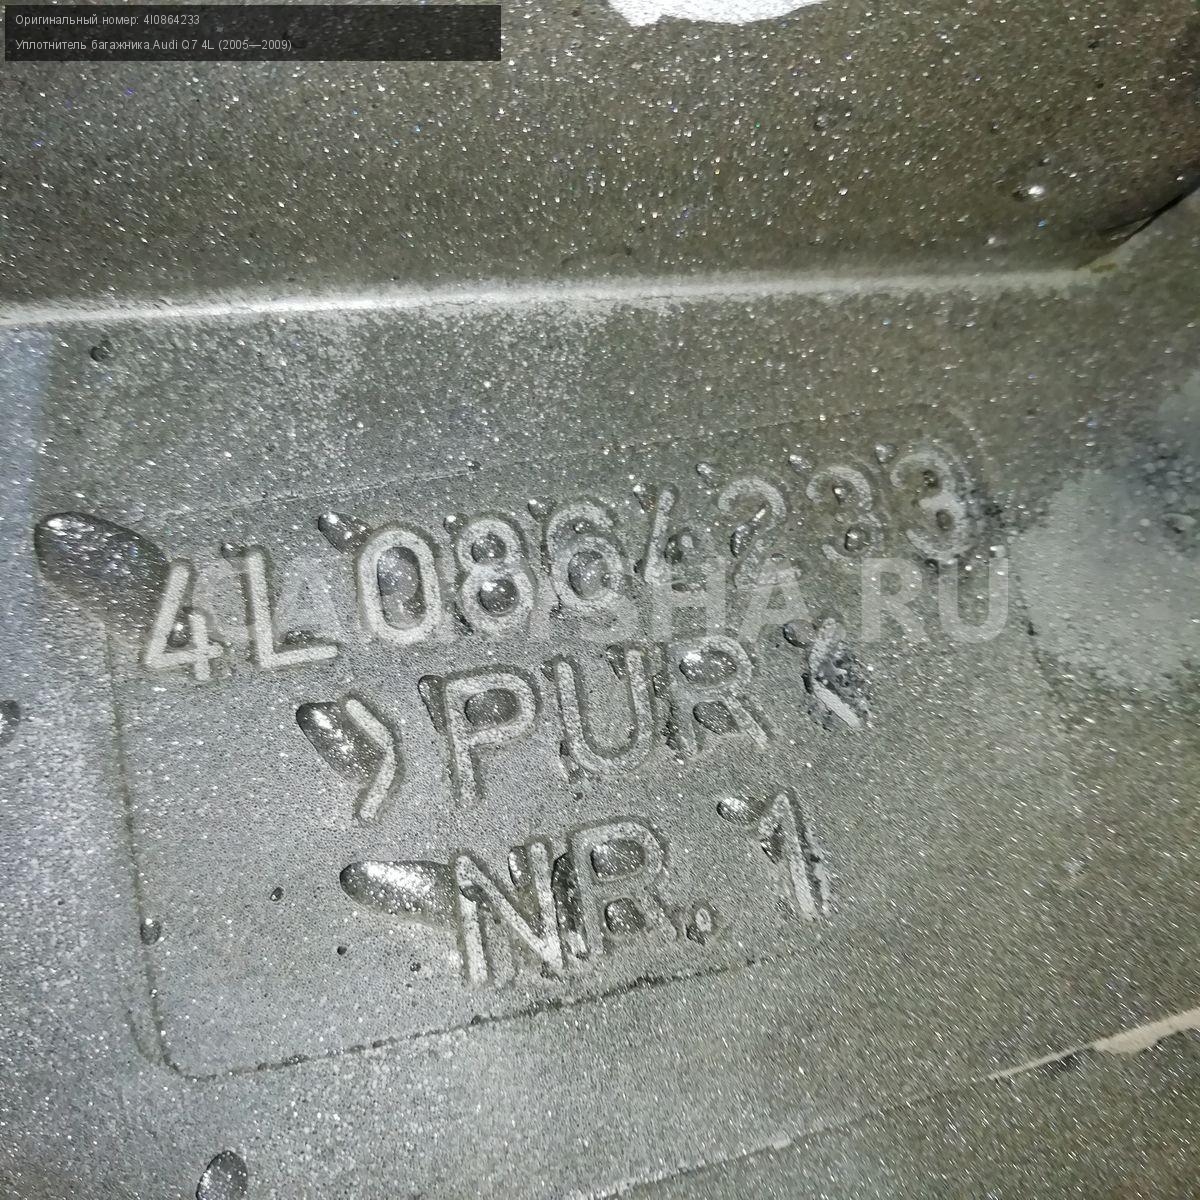 Оригинальный номер: 4l0864233
Уплотнитель багажника Audi Q7 4L (2005—2009)
4L0864233
>PUR<
NR.1